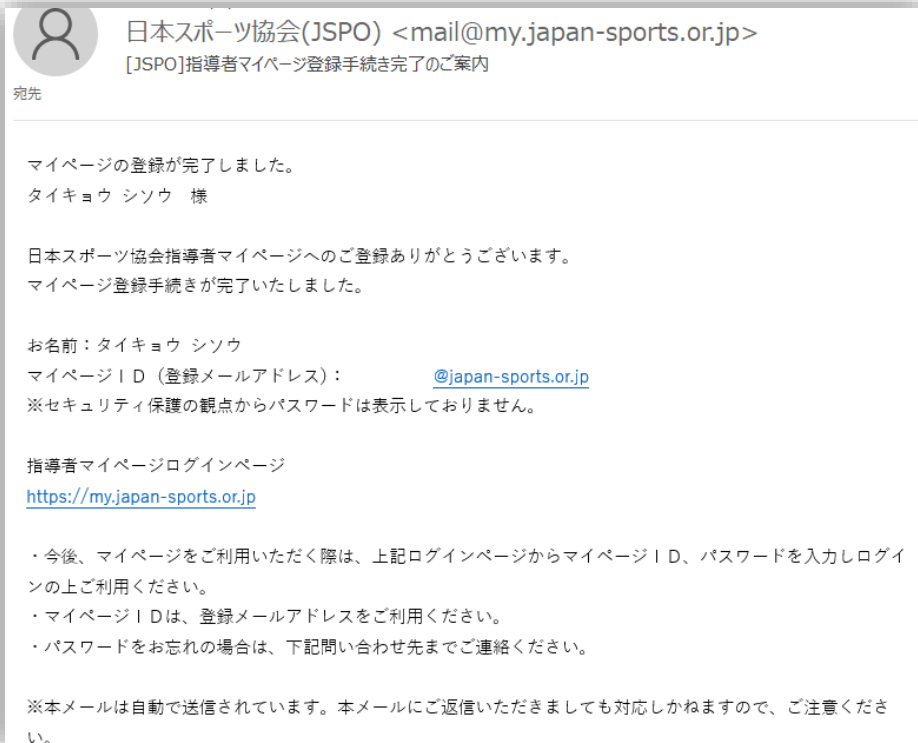 日本スポーツ協会(JSPO) <mail@my.japan-sports.or.jp>
[JSPO]指導者マイページ登録手続き完了のご案内
宛先
マイページの登録が完了しました。
タイキョウ シソウ　様
日本スポーツ協会指導者マイページへのご登録ありがとうございます。
マイページ登録手続きが完了いたしました。
お名前：タイキョウ シソウ
マイページＩＤ（登録メールアドレス）： @japan-sports.or.jp
※セキュリティ保護の観点からパスワードは表示しておりません。
指導者マイページログインページ
https://my.japan-sports.or.jp
・今後、マイページをご利用いただく際は、上記ログインページからマイページＩＤ、パスワードを入力しログイ
ンの上ご利用ください。
・マイページＩＤは、登録メールアドレスをご利用ください。
・パスワードをお忘れの場合は、下記問い合わせ先までご連絡ください。
※本メールは自動で送信されています。本メールにご返信いただきましても対応しかねますので、ご注意くださ
い。